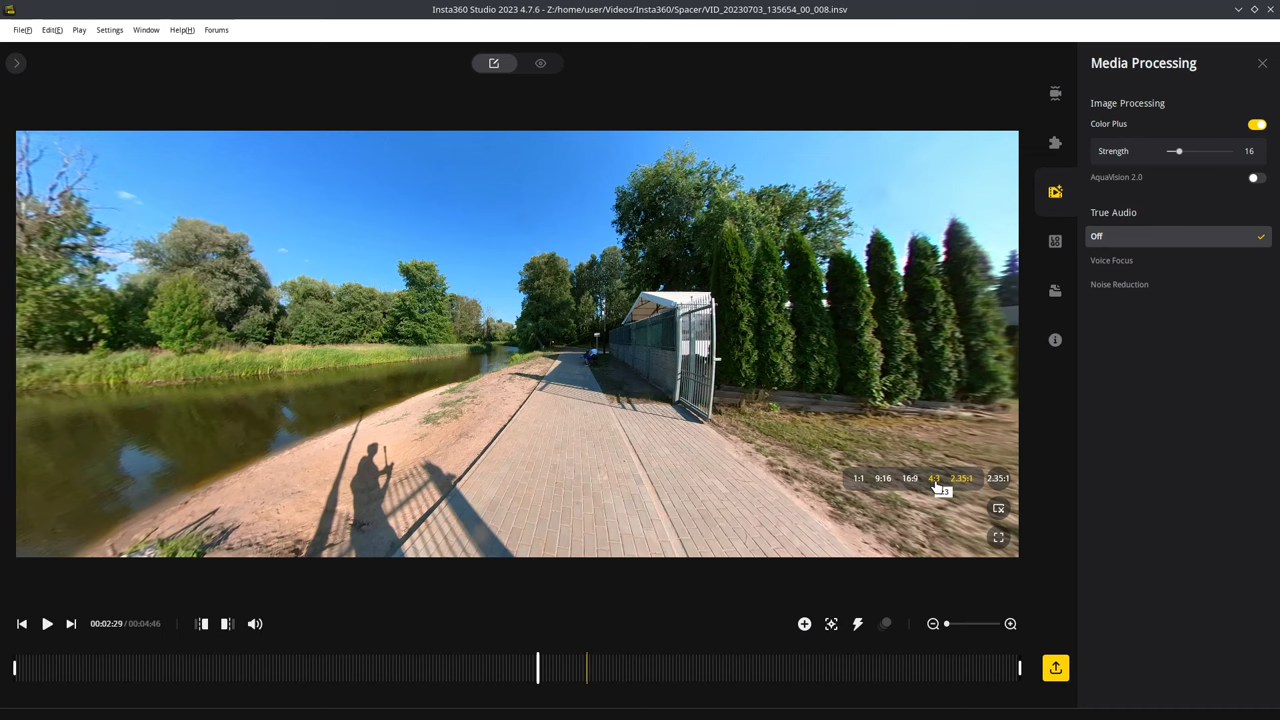 Insta360 Studio 2023 4.7.6 - Z:/home/user/Videos/Insta360/Spacer/VID_20230703_135654_00_008.insv
File(F) Edit(E) Play Settings Window Help(H) Forums
Media Processing
Image Processing
Color Plus
Strength 16
AquaVision 2.0
True Audio
Off
Voice Focus
Noise Reduction
1:1 9:16 16:9 4:3 2.35:1 2.35:1
00:02:29 / 00:04:46